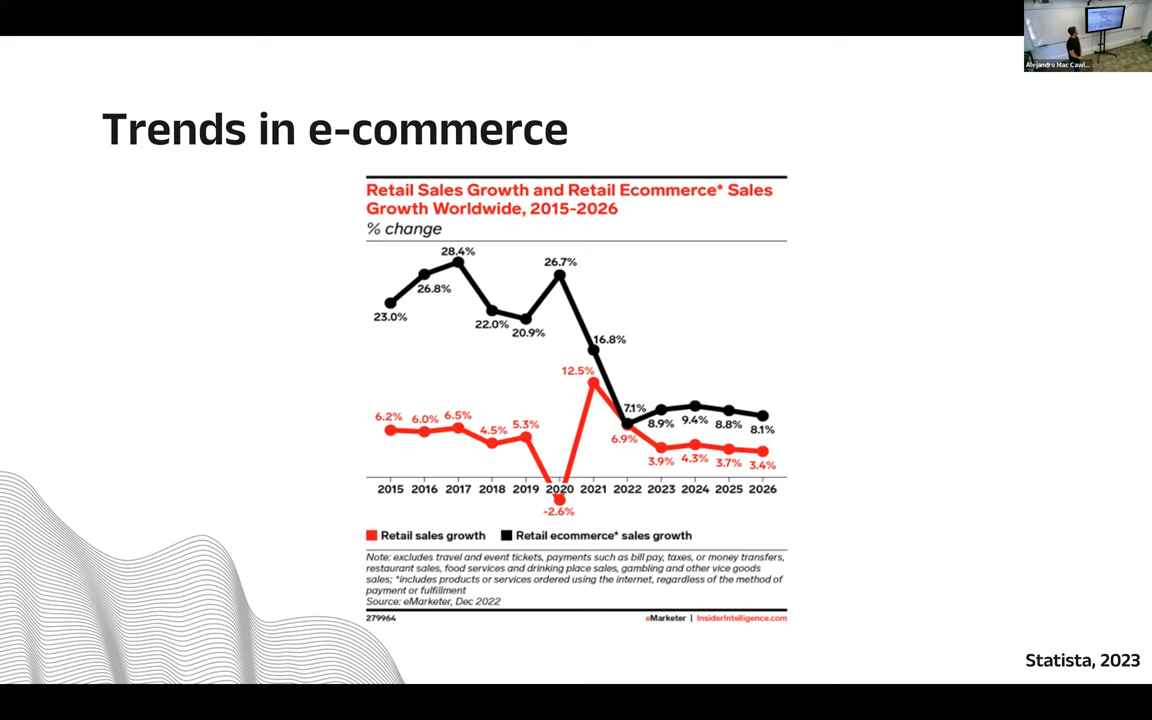 Alejandro Mac Cawl...
Trends in e-commerce
Retail Sales Growth and Retail Ecommerce* Sales
Growth Worldwide, 2015-2026
% change
28.4%
26.7%
26.8%
23.0%
22.0%
20.9%
16.8%
12.5%
7.1%
8.9%
9.4%
8.8%
8.1%
6.2%
6.0%
6.5%
4.5%
5.3%
6.9%
3.9%
4.3%
3.7%
3.4%
2015 2016 2017 2018 2019 2020 2021 2022 2023 2024 2025 2026
-2.6%
Retail sales growth Retail ecommerce* sales growth
Note: excludes travel and event tickets, payments such as bill pay, taxes, or money transfers,
restaurant sales, food services and drinking place sales, gambling and other vice goods
sales; *includes products or services ordered using the internet, regardless of the method of
payment or fulfillment
Source: eMarketer, Dec 2022
279964 eMarketer | InsiderIntelligence.com
Statista, 2023